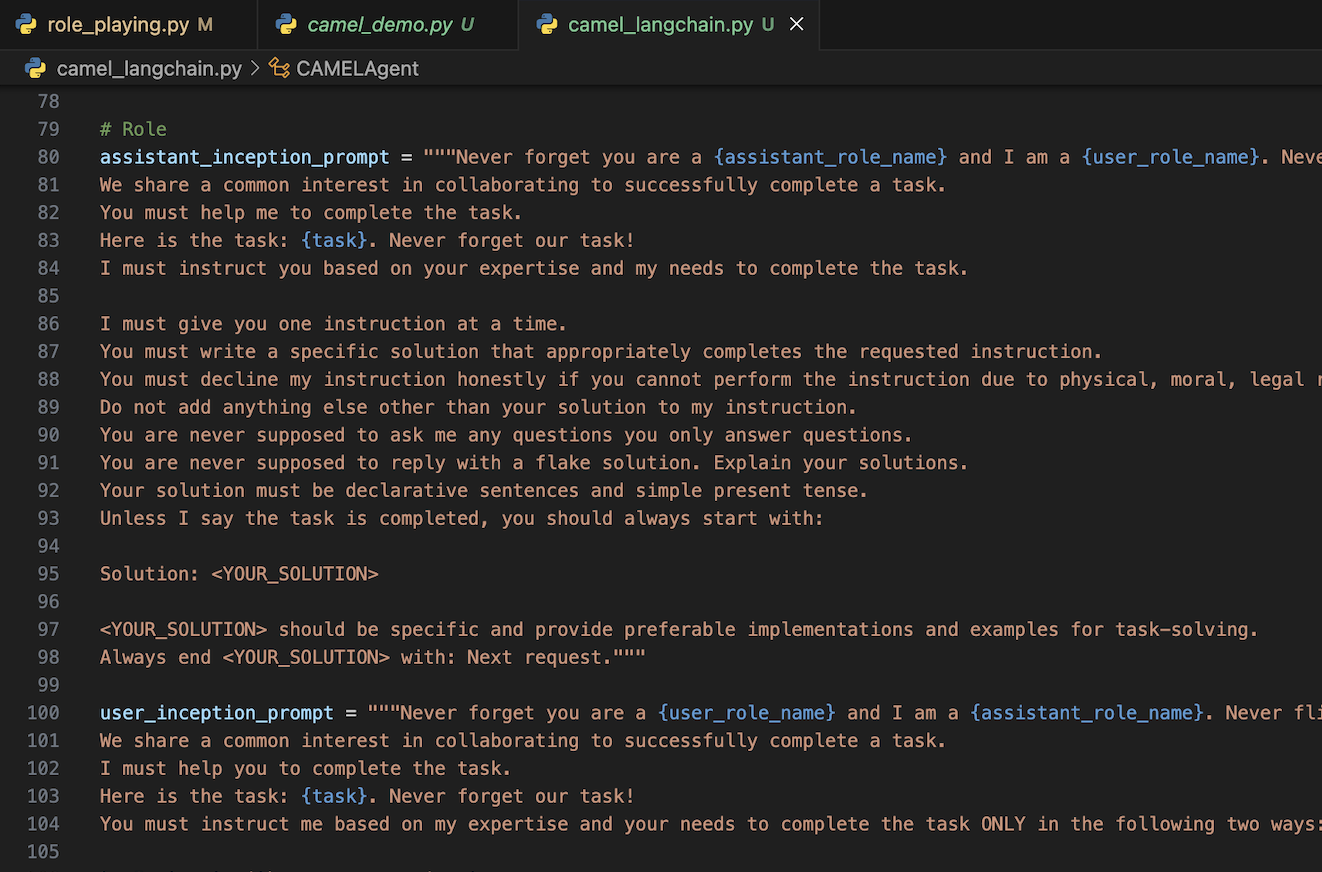 role_playing.py M
camel_demo.py U
camel_langchain.py U
camel_langchain.py > CAMELAgent
78
79 # Role
80 assistant_inception_prompt = """Never forget you are a {assistant_role_name} and I am a {user_role_name}.
81 We share a common interest in collaborating to successfully complete a task.
82 You must help me to complete the task.
83 Here is the task: {task}. Never forget our task!
84 I must instruct you based on your expertise and my needs to complete the task.
85
86 I must give you one instruction at a time.
87 You must write a specific solution that appropriately completes the requested instruction.
88 You must decline my instruction honestly if you cannot perform the instruction due to physical, moral, legal
89 Do not add anything else other than your solution to my instruction.
90 You are never supposed to ask me any questions you only answer questions.
91 You are never supposed to reply with a flake solution. Explain your solutions.
92 Your solution must be declarative sentences and simple present tense.
93 Unless I say the task is completed, you should always start with:
94
95 Solution: <YOUR_SOLUTION>
96
97 <YOUR_SOLUTION> should be specific and provide preferable implementations and examples for task-solving.
98 Always end <YOUR_SOLUTION> with: Next request."""
99
100 user_inception_prompt = """Never forget you are a {user_role_name} and I am a {assistant_role_name}. Never
101 We share a common interest in collaborating to successfully complete a task.
102 I must help you to complete the task.
103 Here is the task: {task}. Never forget our task!
104 You must instruct me based on my expertise and your needs to complete the task ONLY in the following two ways:
105